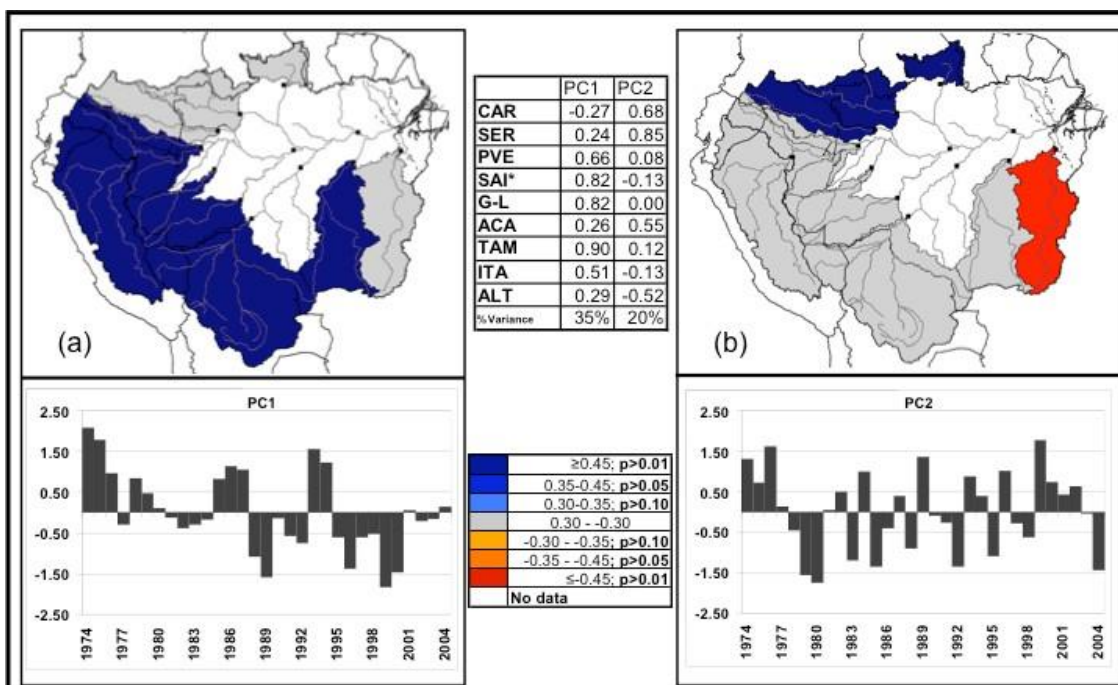 (a)
PC1 PC2
CAR -0.27 0.68
SER 0.24 0.85
PVE 0.66 0.08
SAI* 0.82 -0.13
G-L 0.82 0.00
ACA 0.26 0.55
TAM 0.90 0.12
ITA 0.51 -0.13
ALT 0.29 -0.52
%Variance 35% 20%
(b)
PC1
2.50
1.50
0.50
-0.50
-1.50
-2.50
1974 1977 1980 1983 1986 1989 1992 1995 1998 2001 2004
≥0.45; p>0.01
0.35-0.45; p>0.05
0.30-0.35; p>0.10
0.30 - -0.30
-0.30 - -0.35; p>0.10
-0.35 - -0.45; p>0.05
≤-0.45; p>0.01
No data
PC2
2.50
1.50
0.50
-0.50
-1.50
-2.50
1974 1977 1980 1983 1986 1989 1992 1995 1998 2001 2004